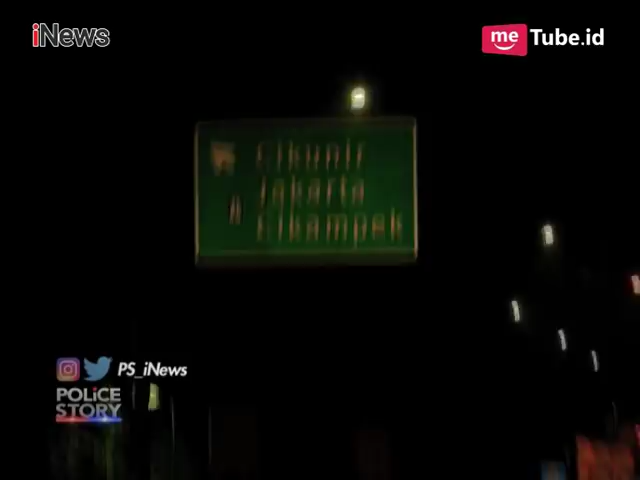 iNews
me Tube.id
Cikunir
Jakarta
Cikampek
PS_iNews
POLICE
STORY